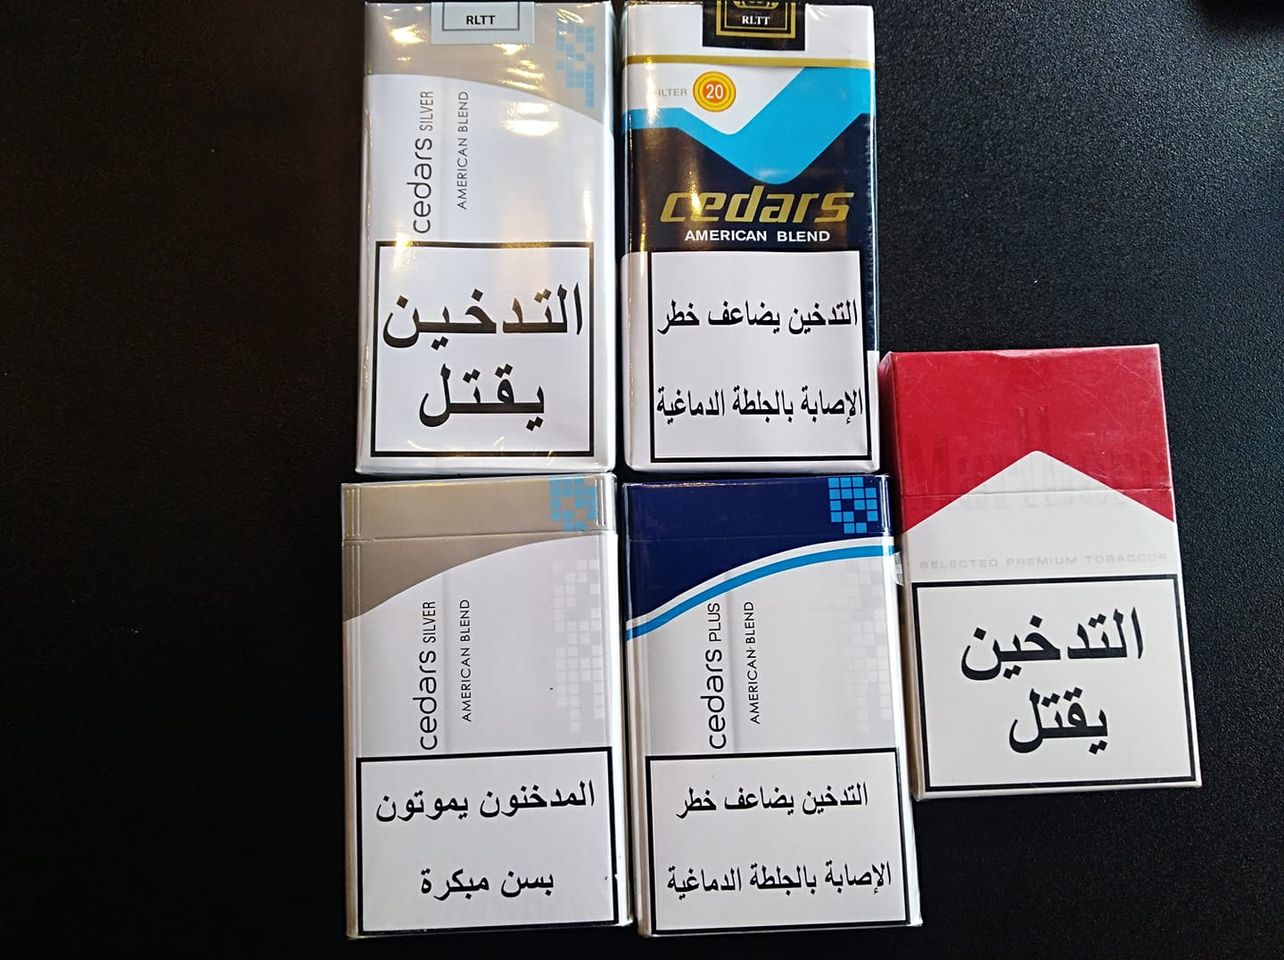 RLTT
cedars SILVER
AMERICAN BLEND
التدخين
يقتل
RLTT
20
cedars
AMERICAN BLEND
التدخين يضاعف خطر
الإصابة بالجلطة الدماغية
cedars SILVER
AMERICAN BLEND
المدخنون يموتون
بسن مبكرة
cedars PLUS
AMERICAN BLEND
التدخين يضاعف خطر
الإصابة بالجلطة الدماغية
Marlboro
SELECTED PREMIUM TOBACCOS
التدخين
يقتل